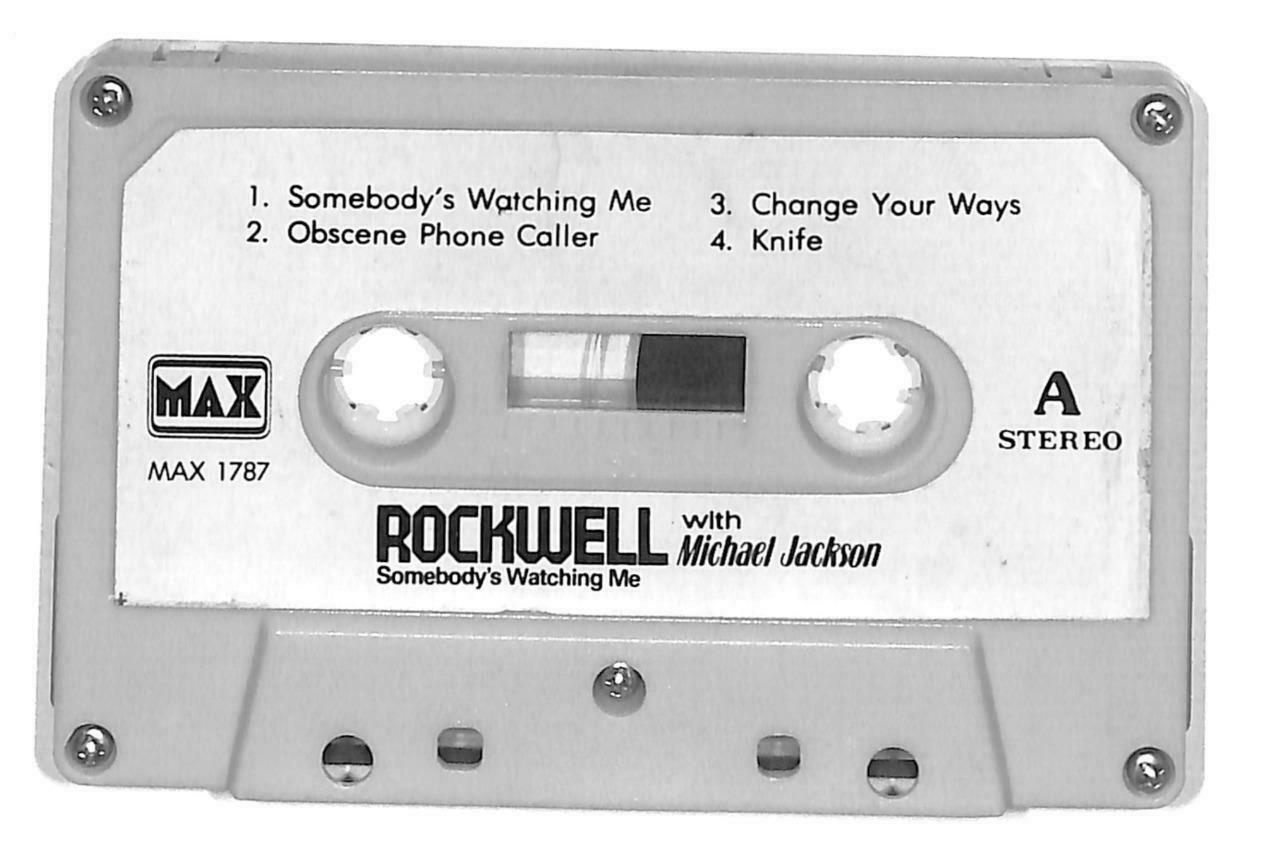 1. Somebody's Watching Me
2. Obscene Phone Caller
3. Change Your Ways
4. Knife
MAX
MAX 1787
A
STEREO
ROCKWELL with Michael Jackson
Somebody's Watching Me